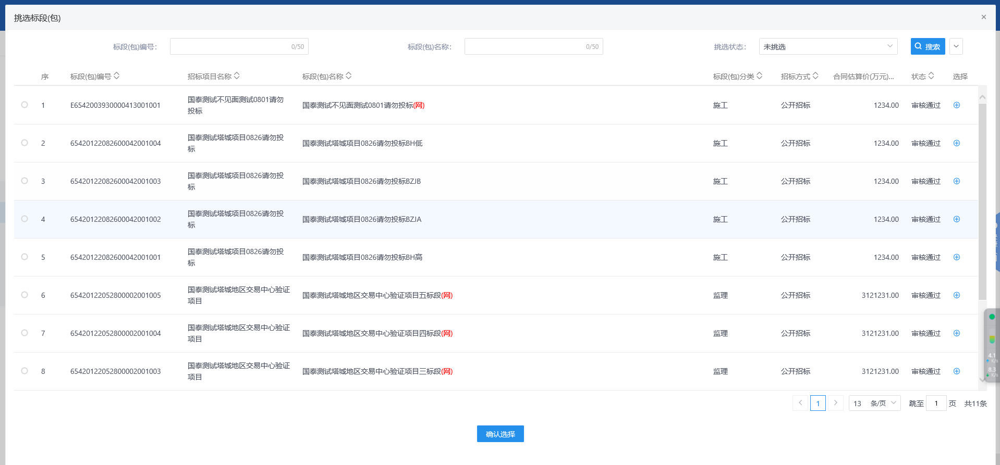 挑选标段(包)
标段(包)编号： 0/50 标段(包)名称： 0/50 挑选状态： 未挑选 搜索
序 标段(包)编号 招标项目名称 标段(包)名称 标段(包)分类 招标方式 合同估算价(万元)... 状态 选择
1 E6542003930000413001001 国泰测试不见面测试0801请勿投标 国泰测试不见面测试0801请勿投标(网) 施工 公开招标 1234.00 审核通过
2 65420122082600042001004 国泰测试塔城项目0826请勿投标 国泰测试塔城项目0826请勿投标BH低 施工 公开招标 1234.00 审核通过
3 65420122082600042001003 国泰测试塔城项目0826请勿投标 国泰测试塔城项目0826请勿投标BZJB 施工 公开招标 1234.00 审核通过
4 65420122082600042001002 国泰测试塔城项目0826请勿投标 国泰测试塔城项目0826请勿投标BZJA 施工 公开招标 1234.00 审核通过
5 65420122082600042001001 国泰测试塔城项目0826请勿投标 国泰测试塔城项目0826请勿投标BH高 施工 公开招标 1234.00 审核通过
6 65420122052800002001005 国泰测试塔城地区交易中心验证项目 国泰测试塔城地区交易中心验证项目五标段(网) 监理 公开招标 3121231.00 审核通过
7 65420122052800002001004 国泰测试塔城地区交易中心验证项目 国泰测试塔城地区交易中心验证项目四标段(网) 监理 公开招标 3121231.00 审核通过
8 65420122052800002001003 国泰测试塔城地区交易中心验证项目 国泰测试塔城地区交易中心验证项目三标段(网) 监理 公开招标 3121231.00 审核通过
4.1
K/s
8.3
K/s
1 13 条/页 跳至 1 页 共11条
确认选择